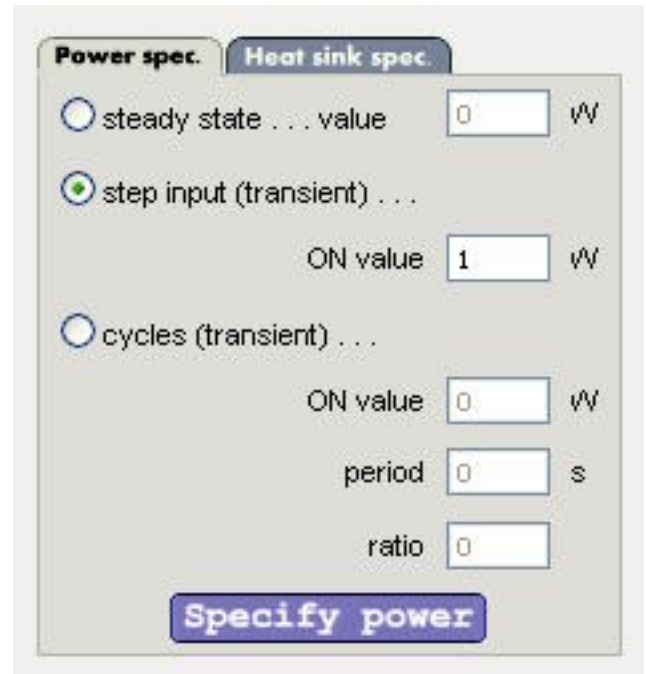 Power spec. Heat sink spec.
steady state . . . value 0 W
step input (transient) . . .
ON value 1 W
cycles (transient) . . .
ON value 0 W
period 0 s
ratio 0
Specify power